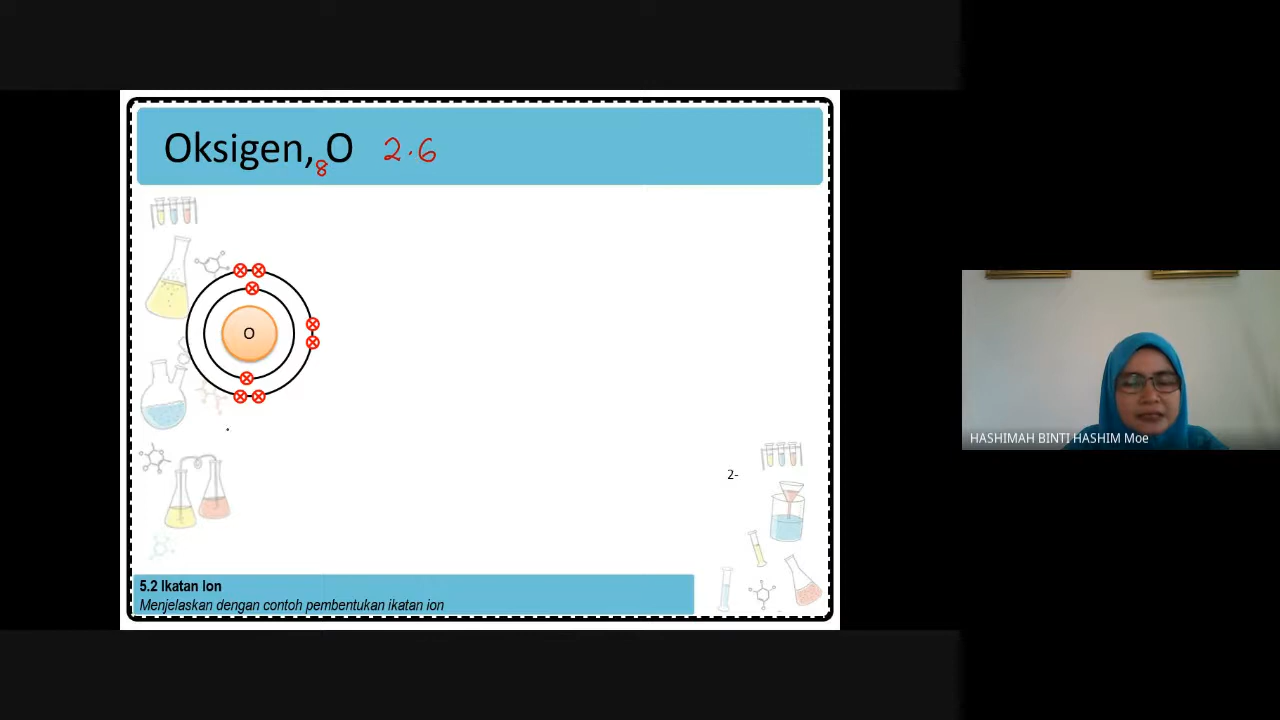 Oksigen, 8O 2.6
O
2-
5.2 Ikatan Ion
Menjelaskan dengan contoh pembentukan ikatan ion
HASHIMAH BINTI HASHIM Moe